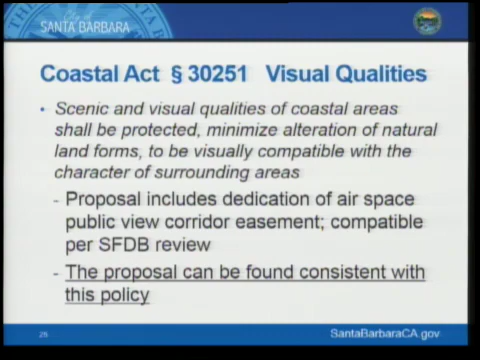 City of
SANTA BARBARA
Coastal Act § 30251 Visual Qualities
• Scenic and visual qualities of coastal areas
shall be protected, minimize alteration of natural
land forms, to be visually compatible with the
character of surrounding areas
- Proposal includes dedication of air space
public view corridor easement; compatible
per SFDB review
- The proposal can be found consistent with
this policy
SantaBarbaraCA.gov